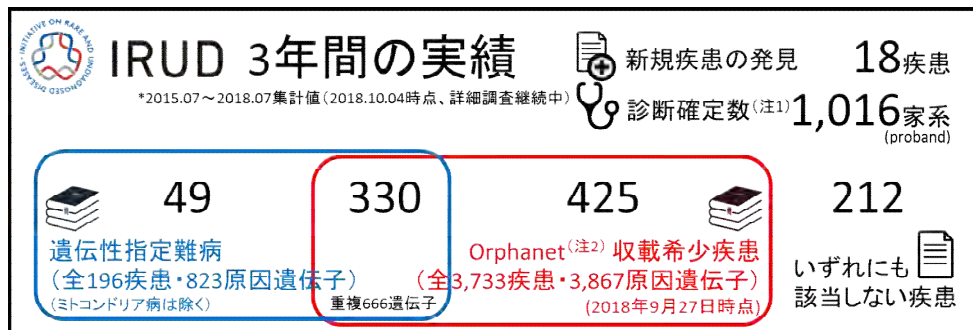 INITIATIVE ON RARE AND UNDIAGNOSED DISEASES
IRUD 3年間の実績
*2015.07～2018.07集計値(2018.10.04時点、詳細調査継続中)
新規疾患の発見 18疾患
診断確定数(注1) 1,016家系
(proband)
49
遺伝性指定難病
(全196疾患・823原因遺伝子)
(ミトコンドリア病は除く)
330
重複666遺伝子
425
Orphanet(注2) 収載希少疾患
(全3,733疾患・3,867原因遺伝子)
(2018年9月27日時点)
212
いずれにも
該当しない疾患